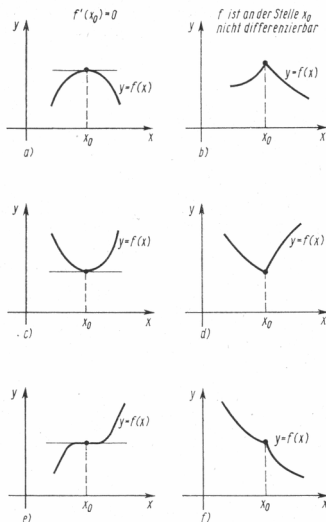 f'(x₀)=0
f ist an der Stelle x₀
nicht differenzierbar
y
y=f(x)
x₀
x
a)
y
y=f(x)
x₀
x
b)
y
y=f(x)
x₀
x
c)
y
y=f(x)
x₀
x
d)
y
y=f(x)
x₀
x
e)
y
y=f(x)
x₀
x
f)